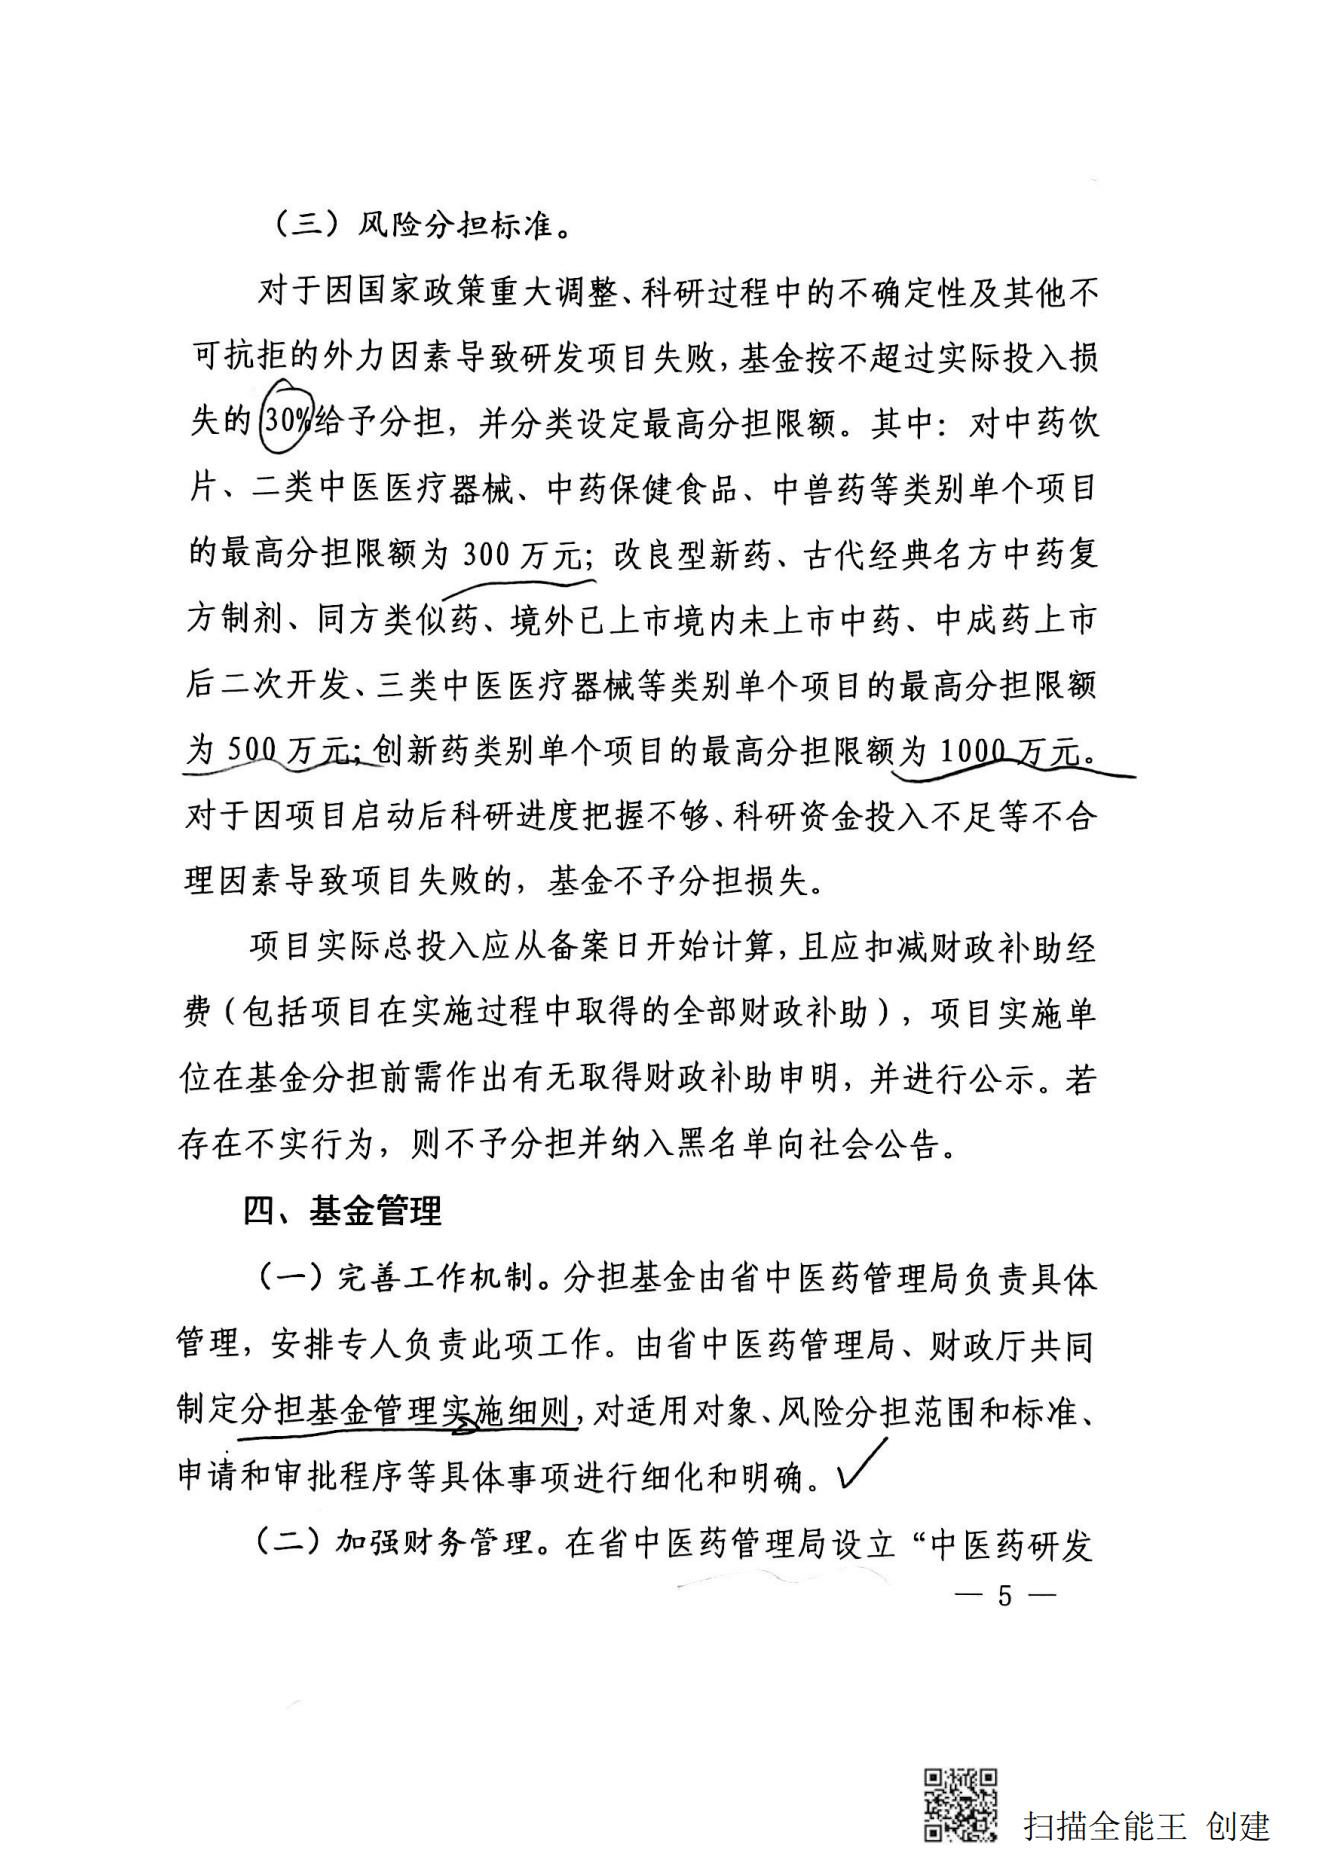 （三）风险分担标准。
对于因国家政策重大调整、科研过程中的不确定性及其他不
可抗拒的外力因素导致研发项目失败，基金按不超过实际投入损
失的 30%给予分担，并分类设定最高分担限额。其中：对中药饮
片、二类中医医疗器械、中药保健食品、中兽药等类别单个项目
的最高分担限额为 300 万元；改良型新药、古代经典名方中药复
方制剂、同方类似药、境外已上市境内未上市中药、中成药上市
后二次开发、三类中医医疗器械等类别单个项目的最高分担限额
为 500 万元；创新药类别单个项目的最高分担限额为 1000 万元。
对于因项目启动后科研进度把握不够、科研资金投入不足等不合
理因素导致项目失败的，基金不予分担损失。
项目实际总投入应从备案日开始计算，且应扣减财政补助经
费（包括项目在实施过程中取得的全部财政补助），项目实施单
位在基金分担前需作出有无取得财政补助申明，并进行公示。若
存在不实行为，则不予分担并纳入黑名单向社会公告。
四、基金管理
（一）完善工作机制。分担基金由省中医药管理局负责具体
管理，安排专人负责此项工作。由省中医药管理局、财政厅共同
制定分担基金管理实施细则，对适用对象、风险分担范围和标准、
申请和审批程序等具体事项进行细化和明确。
（二）加强财务管理。在省中医药管理局设立“中医药研发
— 5 —
扫描全能王 创建